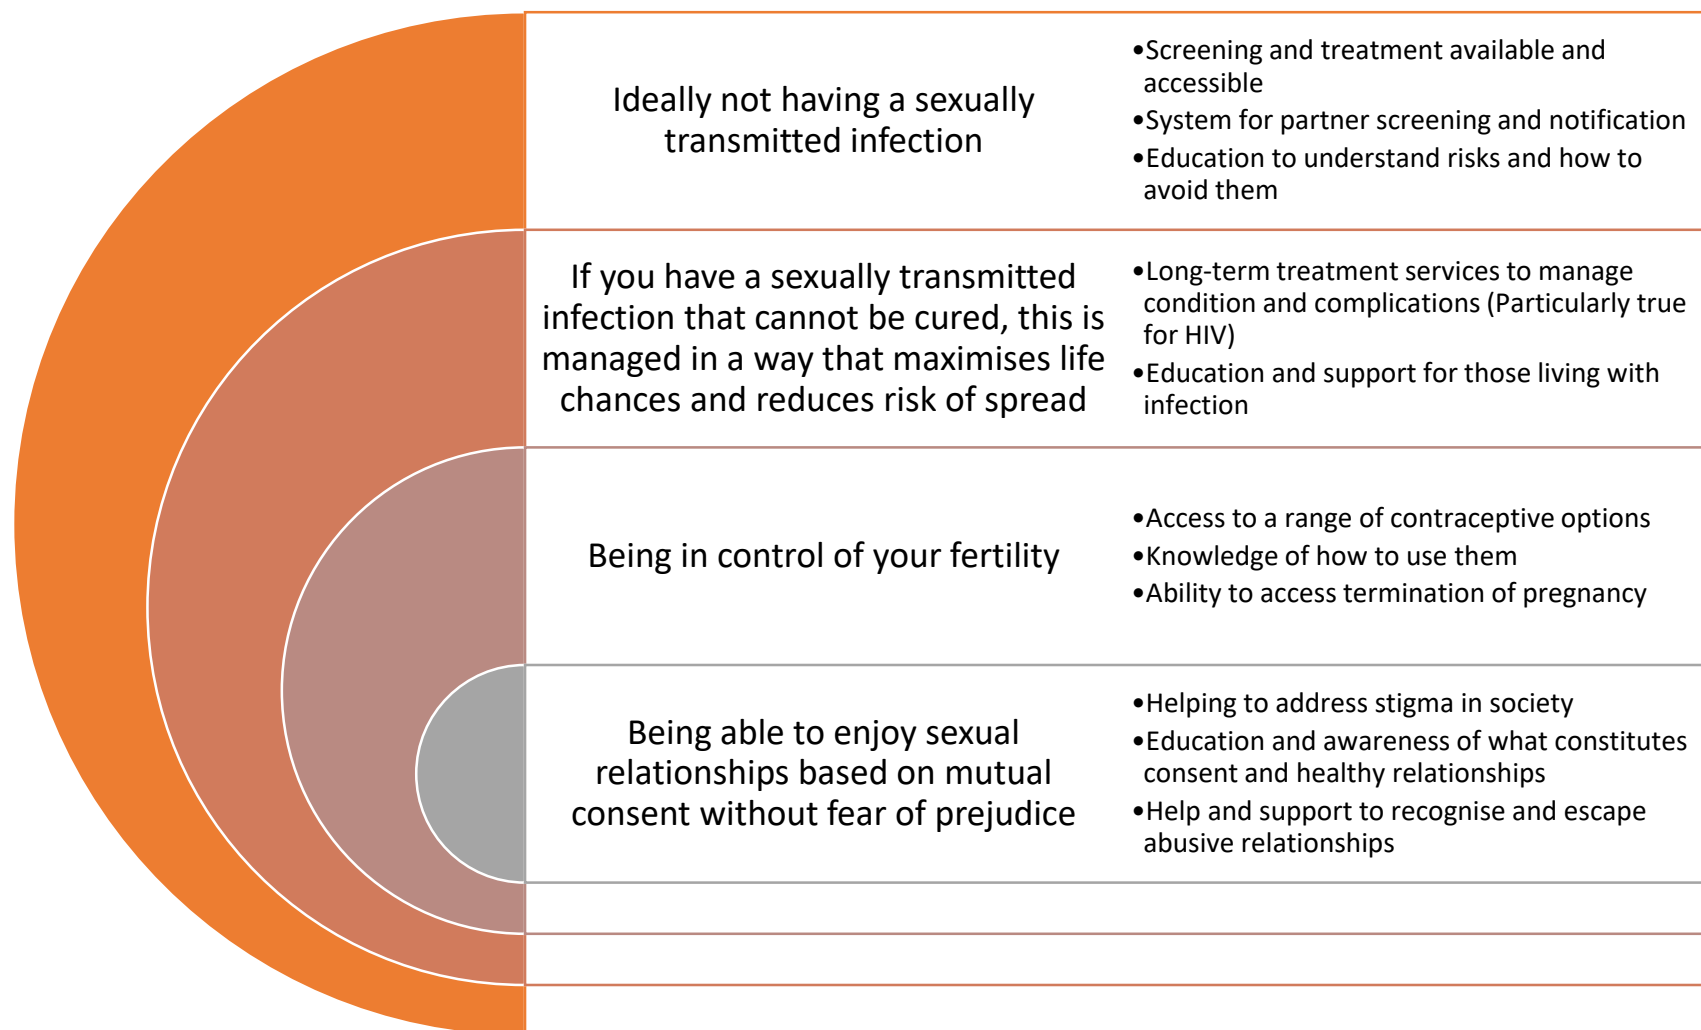 Ideally not having a sexually
transmitted infection
•Screening and treatment available and
accessible
•System for partner screening and notification
•Education to understand risks and how to
avoid them
If you have a sexually transmitted
infection that cannot be cured, this is
managed in a way that maximises life
chances and reduces risk of spread
•Long-term treatment services to manage
condition and complications (Particularly true
for HIV)
•Education and support for those living with
infection
Being in control of your fertility
•Access to a range of contraceptive options
•Knowledge of how to use them
•Ability to access termination of pregnancy
Being able to enjoy sexual
relationships based on mutual
consent without fear of prejudice
•Helping to address stigma in society
•Education and awareness of what constitutes
consent and healthy relationships
•Help and support to recognise and escape
abusive relationships